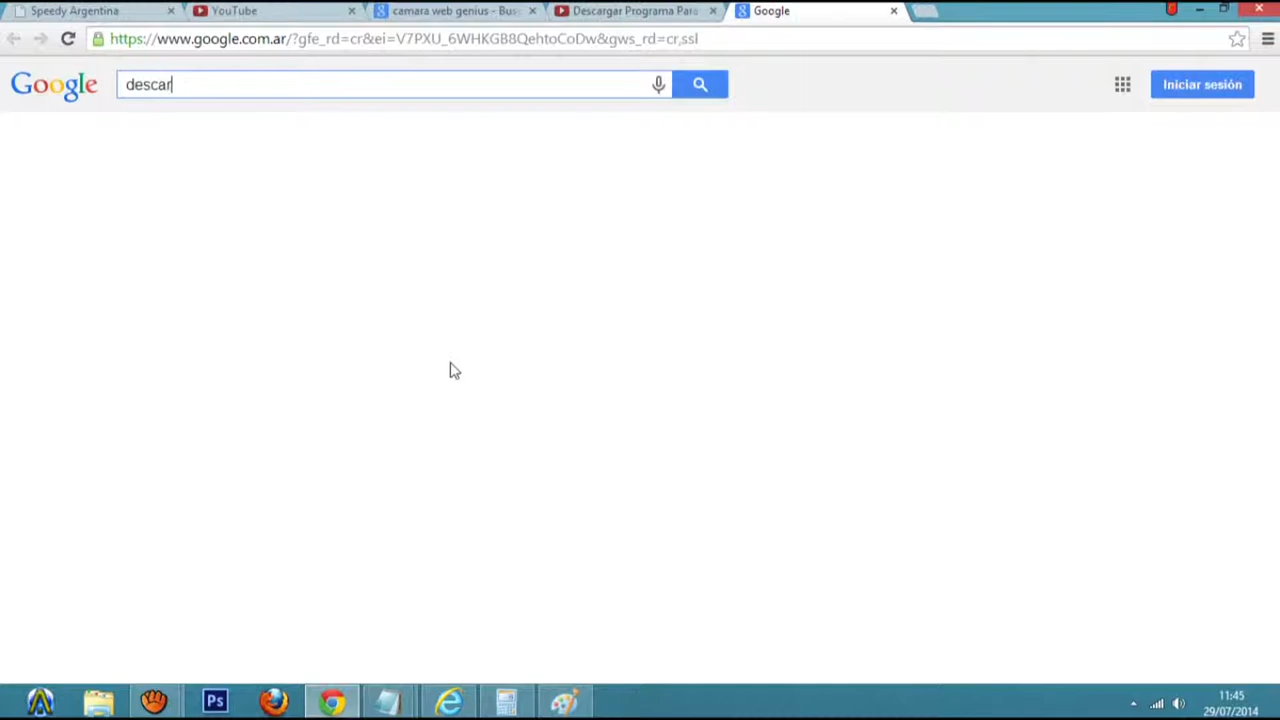 Speedy Argentina
YouTube
camara web genius - Bus
Descargar Programa Para
Google
https://www.google.com.ar/?gfe_rd=cr&ei=V7PXU_6WHKGB8QehtoCoDw&gws_rd=cr,ssl
Google
descar
Iniciar sesión
Ps
11:45
29/07/2014